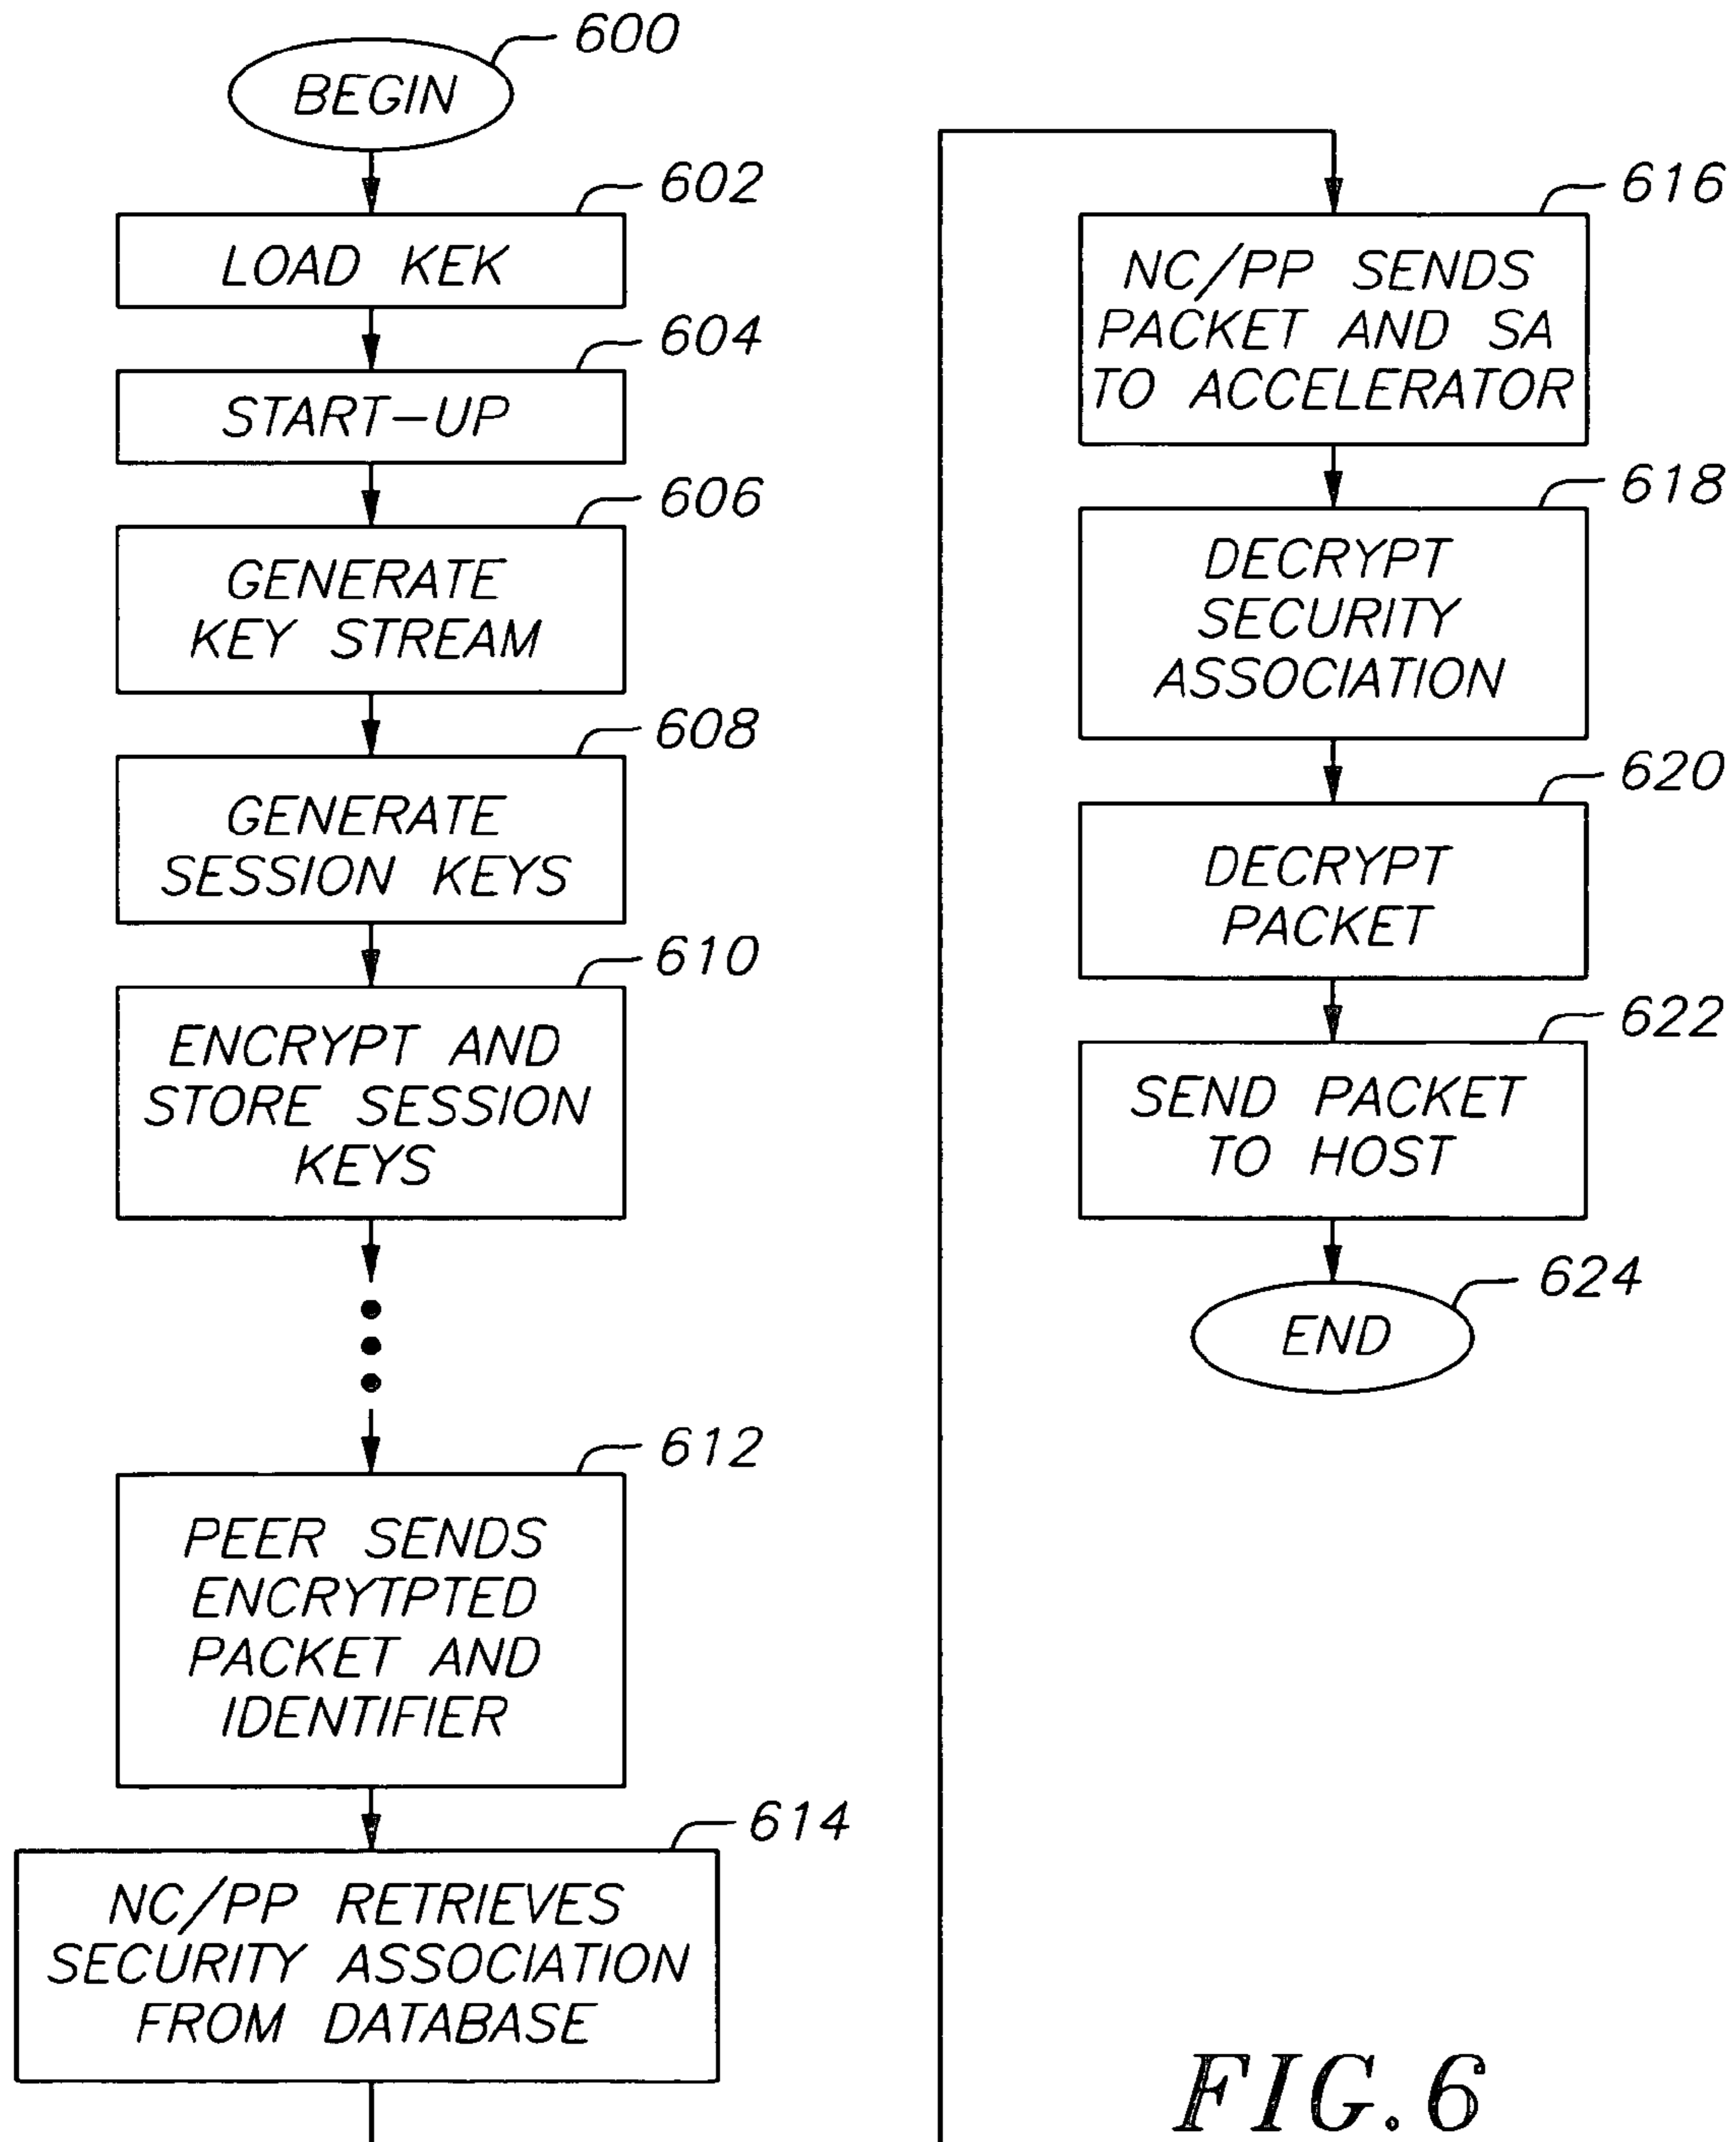 600
BEGIN
602
LOAD KEK
604
START-UP
606
GENERATE
KEY STREAM
608
GENERATE
SESSION KEYS
610
ENCRYPT AND
STORE SESSION
KEYS
612
PEER SENDS
ENCRYTPTED
PACKET AND
IDENTIFIER
614
NC/PP RETRIEVES
SECURITY ASSOCIATION
FROM DATABASE
616
NC/PP SENDS
PACKET AND SA
TO ACCELERATOR
618
DECRYPT
SECURITY
ASSOCIATION
620
DECRYPT
PACKET
622
SEND PACKET
TO HOST
624
END
FIG. 6